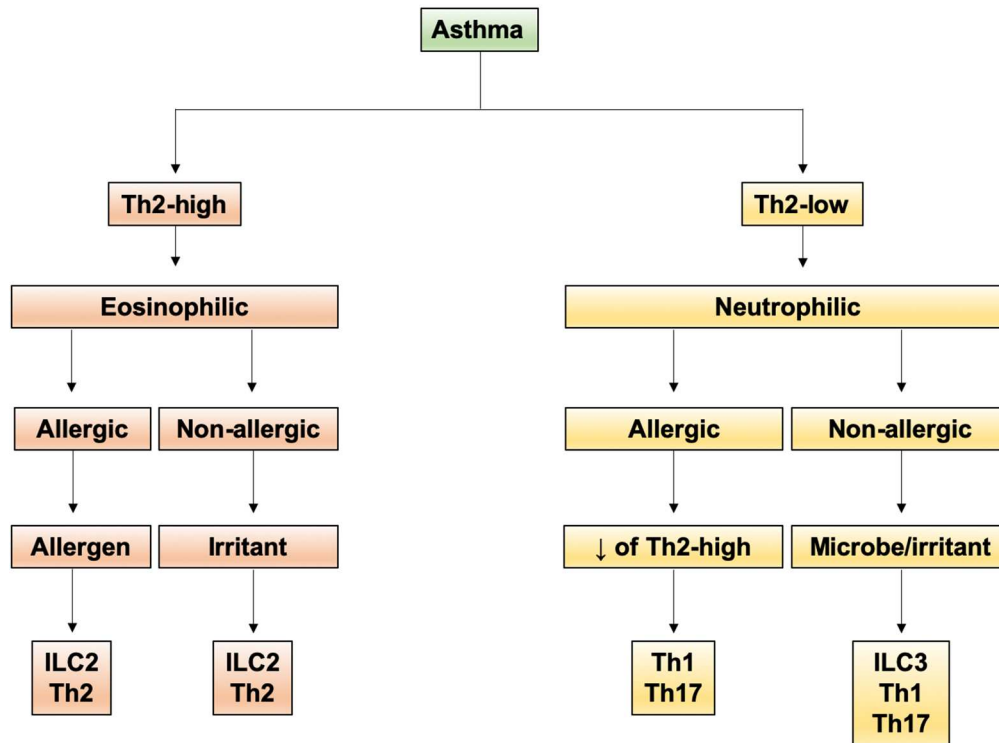 Asthma
Th2-high
Th2-low
Eosinophilic
Neutrophilic
Allergic
Non-allergic
Allergic
Non-allergic
Allergen
Irritant
↓ of Th2-high
Microbe/irritant
ILC2
Th2
ILC2
Th2
Th1
Th17
ILC3
Th1
Th17